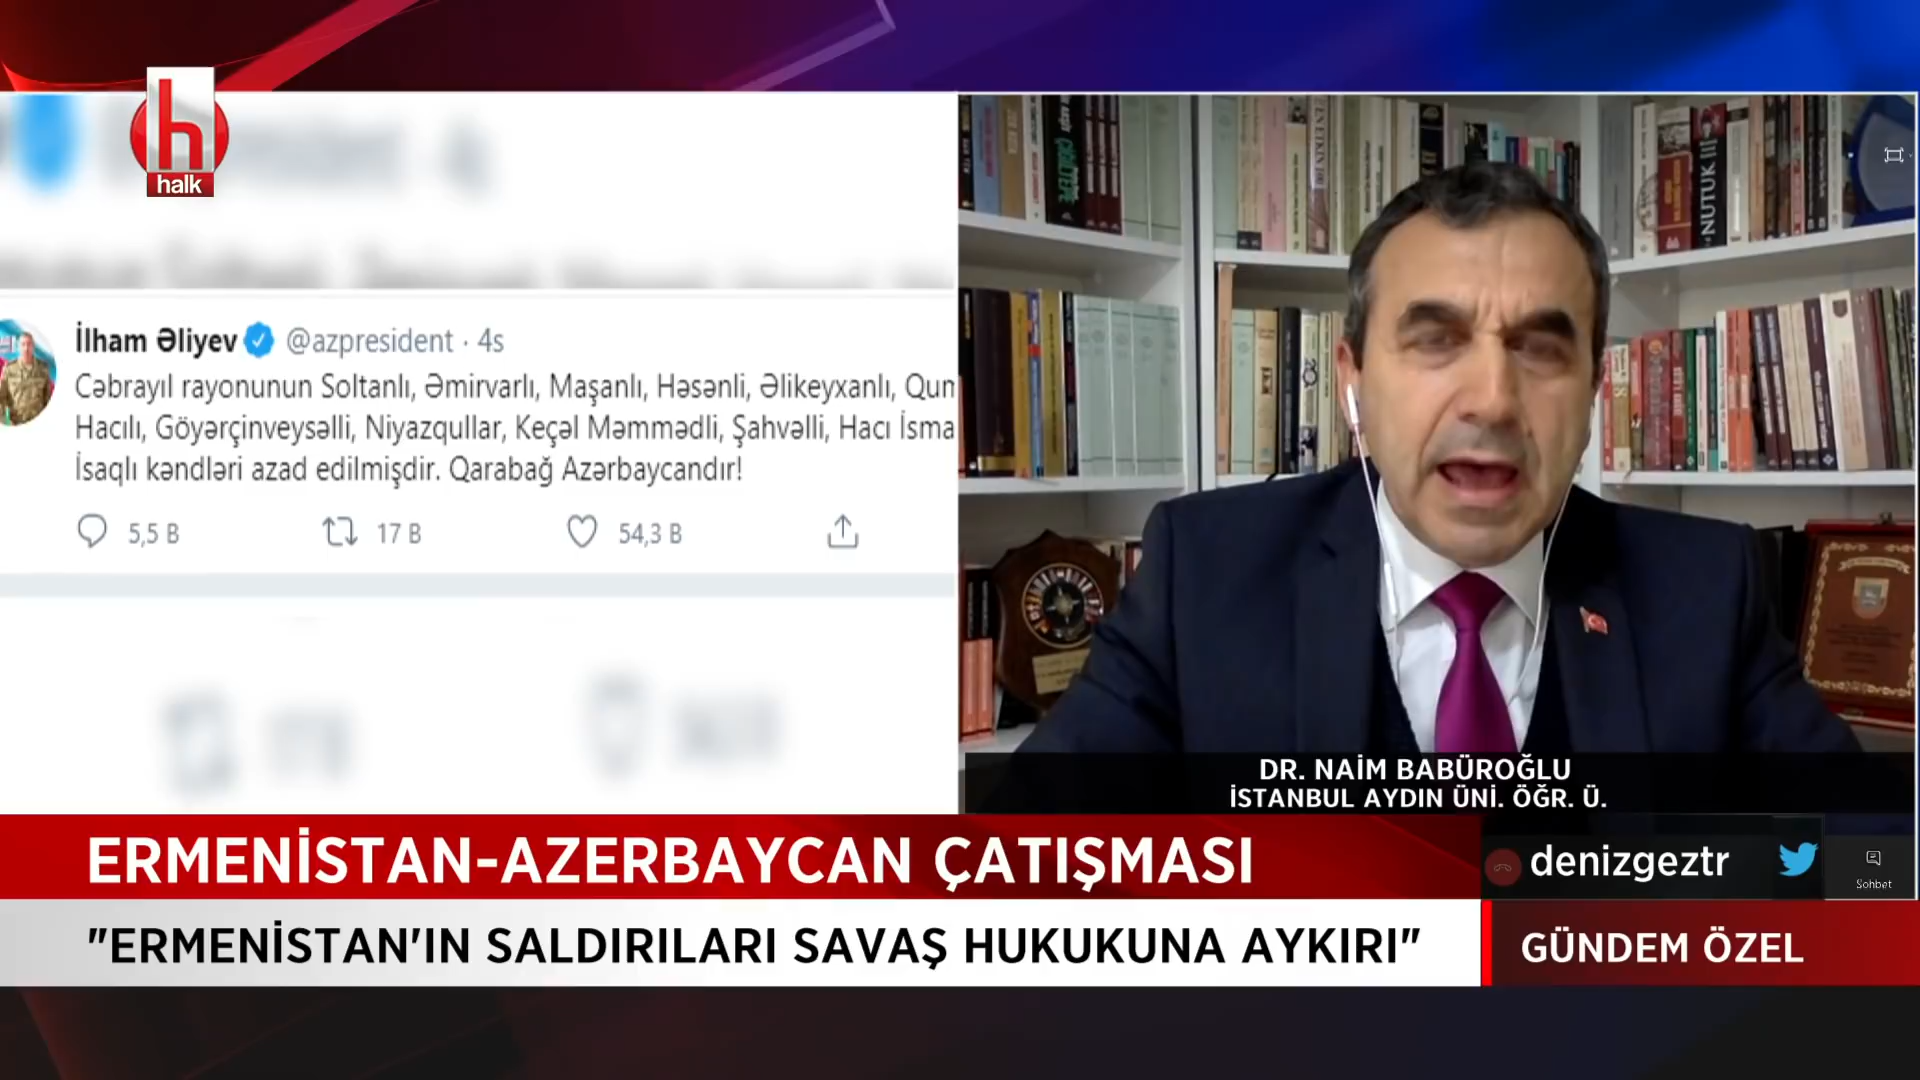 h
halk
İlham Əliyev @azpresident · 4s
Cəbrayıl rayonunun Soltanlı, Əmirvarlı, Maşanlı, Həsənli, Əlikeyxanlı, Qum
Hacılı, Göyərçinveysəlli, Niyazqullar, Keçəl Məmmədli, Şahvəlli, Hacı İsma
İsaqlı kəndləri azad edilmişdir. Qarabağ Azərbaycandır!
5,5 B 17 B 54,3 B
NUTUK
DR. NAİM BABÜROĞLU
İSTANBUL AYDIN ÜNİ. ÖĞR. Ü.
ERMENİSTAN-AZERBAYCAN ÇATIŞMASI
denizgeztr
Sohbet
"ERMENİSTAN'IN SALDIRILARI SAVAŞ HUKUKUNA AYKIRI"
GÜNDEM ÖZEL